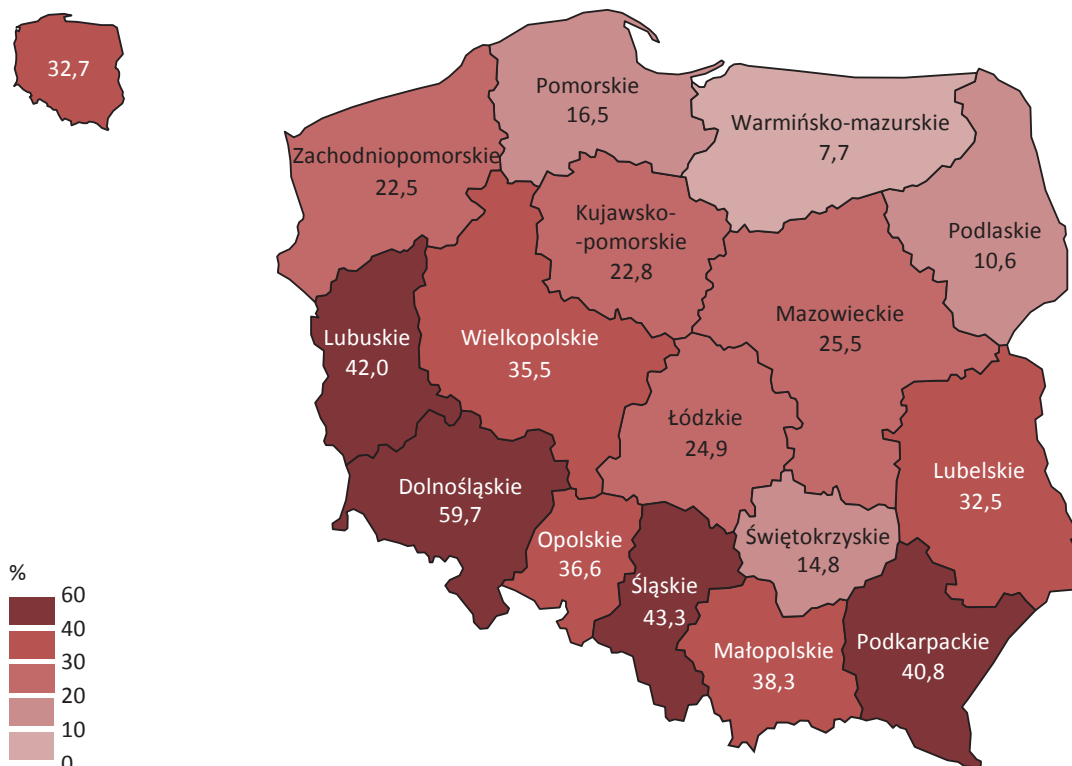 32,7
Pomorskie
16,5
Warmińsko-mazurskie
7,7
Zachodniopomorskie
22,5
Kujawsko-
-pomorskie
22,8
Podlaskie
10,6
Mazowieckie
25,5
Lubuskie
42,0
Wielkopolskie
35,5
Łódzkie
24,9
Lubelskie
32,5
Dolnośląskie
59,7
Opolskie
36,6
Świętokrzyskie
14,8
Śląskie
43,3
Małopolskie
38,3
Podkarpackie
40,8
%
60
40
30
20
10
0